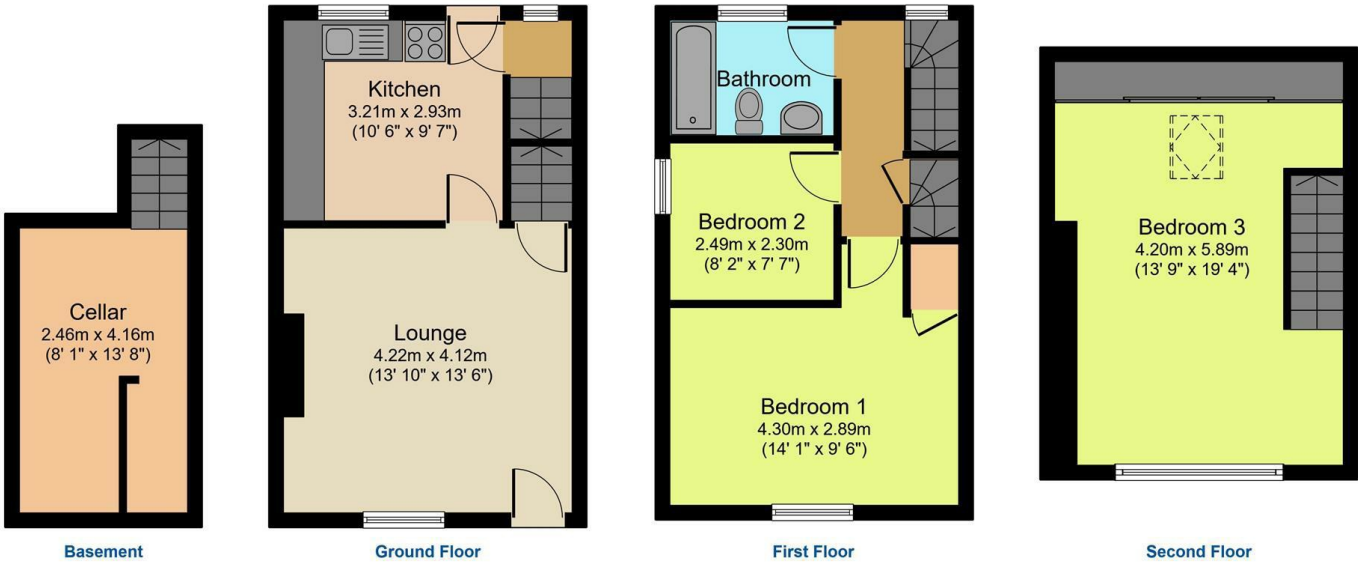 Cellar
2.46m x 4.16m
(8' 1" x 13' 8")
Basement
Kitchen
3.21m x 2.93m
(10' 6" x 9' 7")
Lounge
4.22m x 4.12m
(13' 10" x 13' 6")
Ground Floor
Bathroom
Bedroom 2
2.49m x 2.30m
(8' 2" x 7' 7")
Bedroom 1
4.30m x 2.89m
(14' 1" x 9' 6")
First Floor
Bedroom 3
4.20m x 5.89m
(13' 9" x 19' 4")
Second Floor